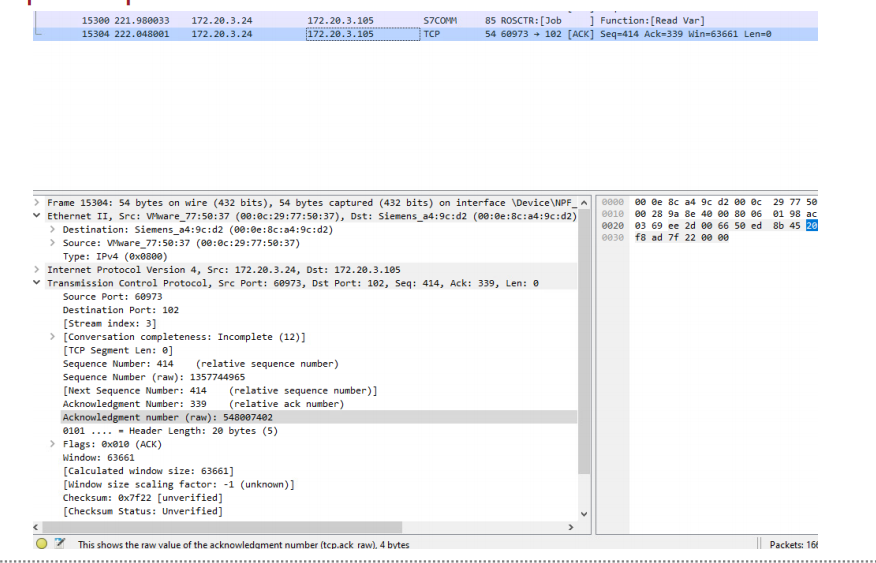 15300 221.980033 172.20.3.24 172.20.3.105 S7COMM 85 ROSCTR:[Job ] Function:[Read Var]
15304 222.048001 172.20.3.24 172.20.3.105 TCP 54 60973 → 102 [ACK] Seq=414 Ack=339 Win=63661 Len=0
Frame 15304: 54 bytes on wire (432 bits), 54 bytes captured (432 bits) on interface \Device\NPF_
Ethernet II, Src: VMware_77:50:37 (00:0c:29:77:50:37), Dst: Siemens_a4:9c:d2 (00:0e:8c:a4:9c:d2)
Destination: Siemens_a4:9c:d2 (00:0e:8c:a4:9c:d2)
Source: VMware_77:50:37 (00:0c:29:77:50:37)
Type: IPv4 (0x0800)
Internet Protocol Version 4, Src: 172.20.3.24, Dst: 172.20.3.105
Transmission Control Protocol, Src Port: 60973, Dst Port: 102, Seq: 414, Ack: 339, Len: 0
Source Port: 60973
Destination Port: 102
[Stream index: 3]
[Conversation completeness: Incomplete (12)]
[TCP Segment Len: 0]
Sequence Number: 414 (relative sequence number)
Sequence Number (raw): 1357744965
[Next Sequence Number: 414 (relative sequence number)]
Acknowledgment Number: 339 (relative ack number)
Acknowledgment number (raw): 548007402
0101 .... = Header Length: 20 bytes (5)
Flags: 0x010 (ACK)
Window: 63661
[Calculated window size: 63661]
[Window size scaling factor: -1 (unknown)]
Checksum: 0x7f22 [unverified]
[Checksum Status: Unverified]
0000 00 0e 8c a4 9c d2 00 0c 29 77 50
0010 00 28 9a 8e 40 00 80 06 01 98 ac
0020 03 69 ee 2d 00 66 50 ed 8b 45 20
0030 f8 ad 7f 22 00 00
This shows the raw value of the acknowledgment number (tcp.ack_raw), 4 bytes
Packets: 166